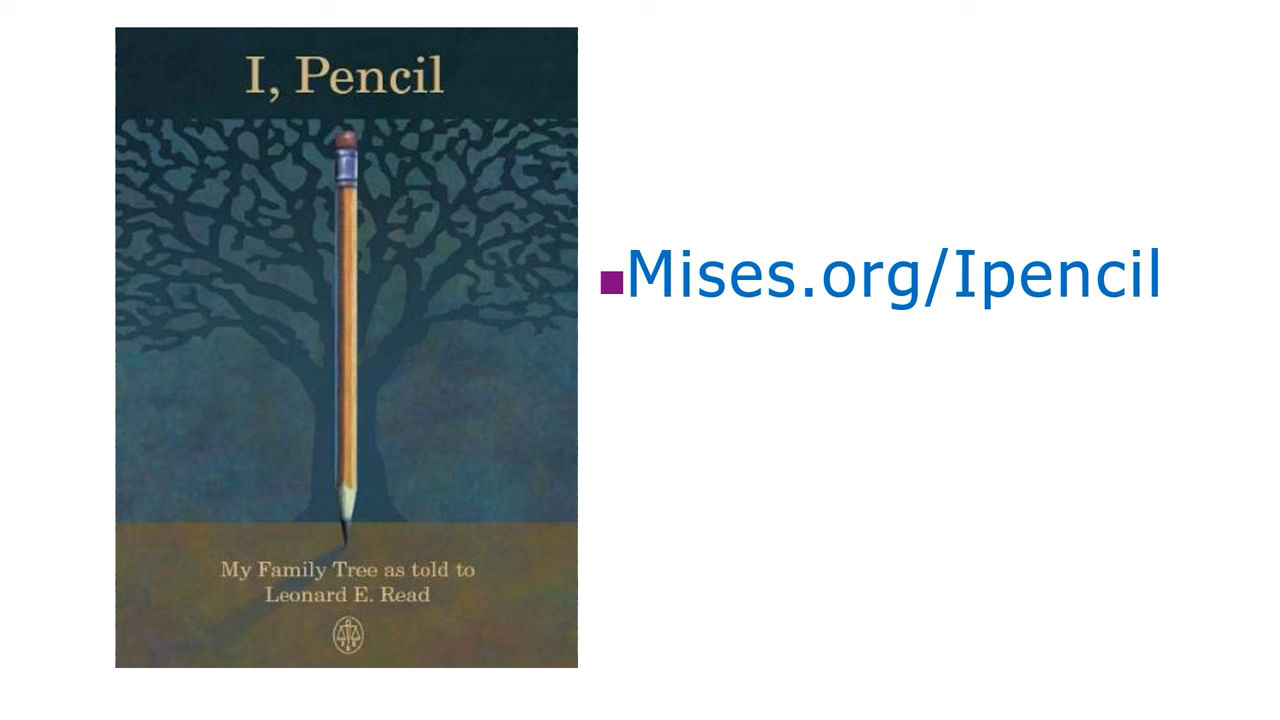 I, Pencil
My Family Tree as told to
Leonard E. Read
Mises.org/Ipencil